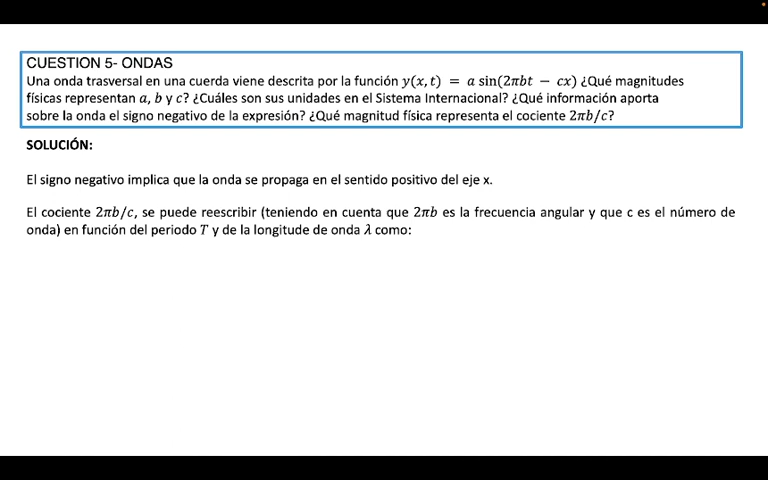 CUESTION 5- ONDAS
Una onda trasversal en una cuerda viene descrita por la función y(x, t) = a sin(2πbt − cx) ¿Qué magnitudes
físicas representan a, b y c? ¿Cuáles son sus unidades en el Sistema Internacional? ¿Qué información aporta
sobre la onda el signo negativo de la expresión? ¿Qué magnitud física representa el cociente 2πb/c?
SOLUCIÓN:
El signo negativo implica que la onda se propaga en el sentido positivo del eje x.
El cociente 2πb/c, se puede reescribir (teniendo en cuenta que 2πb es la frecuencia angular y que c es el número de
onda) en función del periodo T y de la longitude de onda λ como: